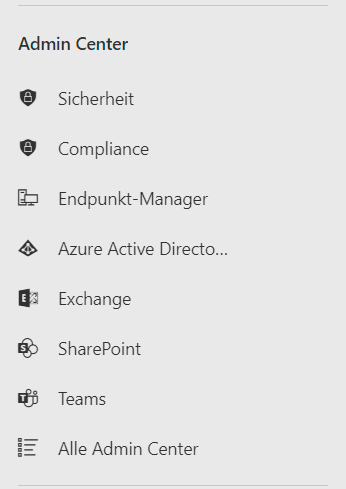 Admin Center
Sicherheit
Compliance
Endpunkt-Manager
Azure Active Directo...
Exchange
SharePoint
Teams
Alle Admin Center